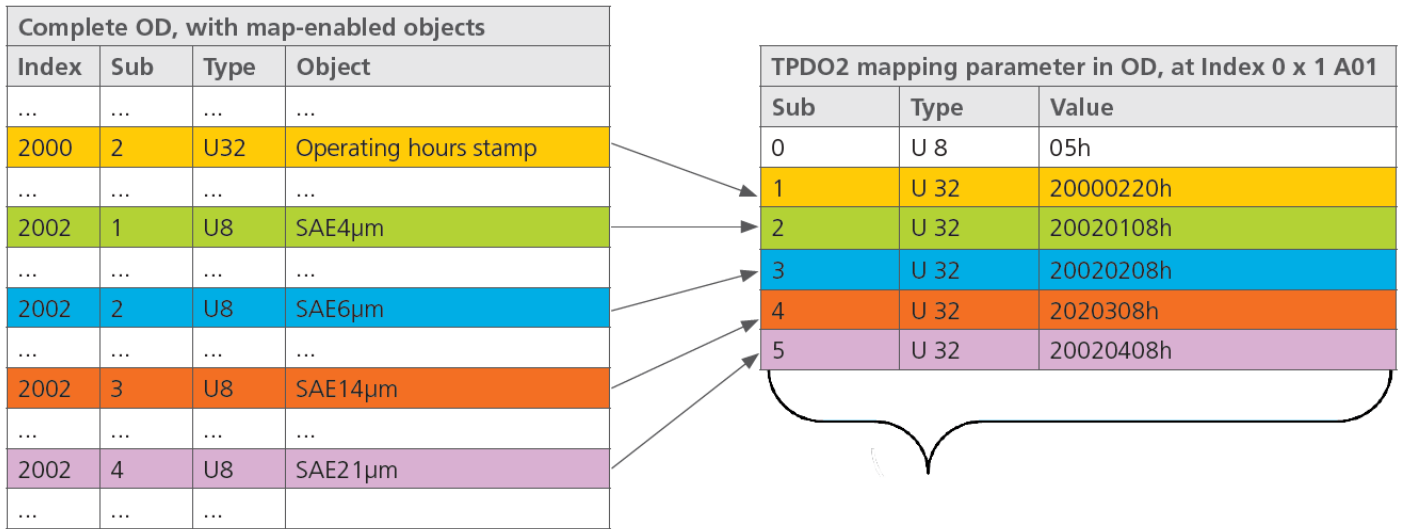 Complete OD, with map-enabled objects
Index Sub Type Object
... ... ... ...
2000 2 U32 Operating hours stamp
... ... ... ...
2002 1 U8 SAE4µm
... ... ... ...
2002 2 U8 SAE6µm
... ... ... ...
2002 3 U8 SAE14µm
... ... ... ...
2002 4 U8 SAE21µm
... ... ...
TPDO2 mapping parameter in OD, at Index 0 x 1 A01
Sub Type Value
0 U 8 05h
1 U 32 20000220h
2 U 32 20020108h
3 U 32 20020208h
4 U 32 2020308h
5 U 32 20020408h